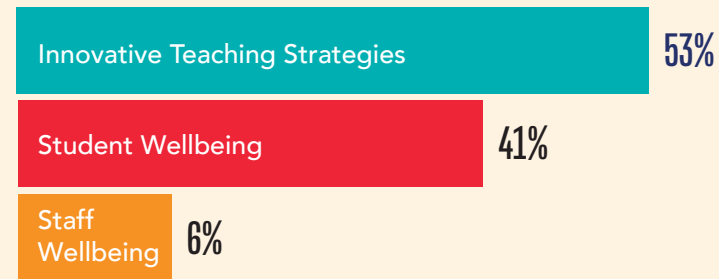 Innovative Teaching Strategies 53%
Student Wellbeing 41%
Staff
Wellbeing 6%